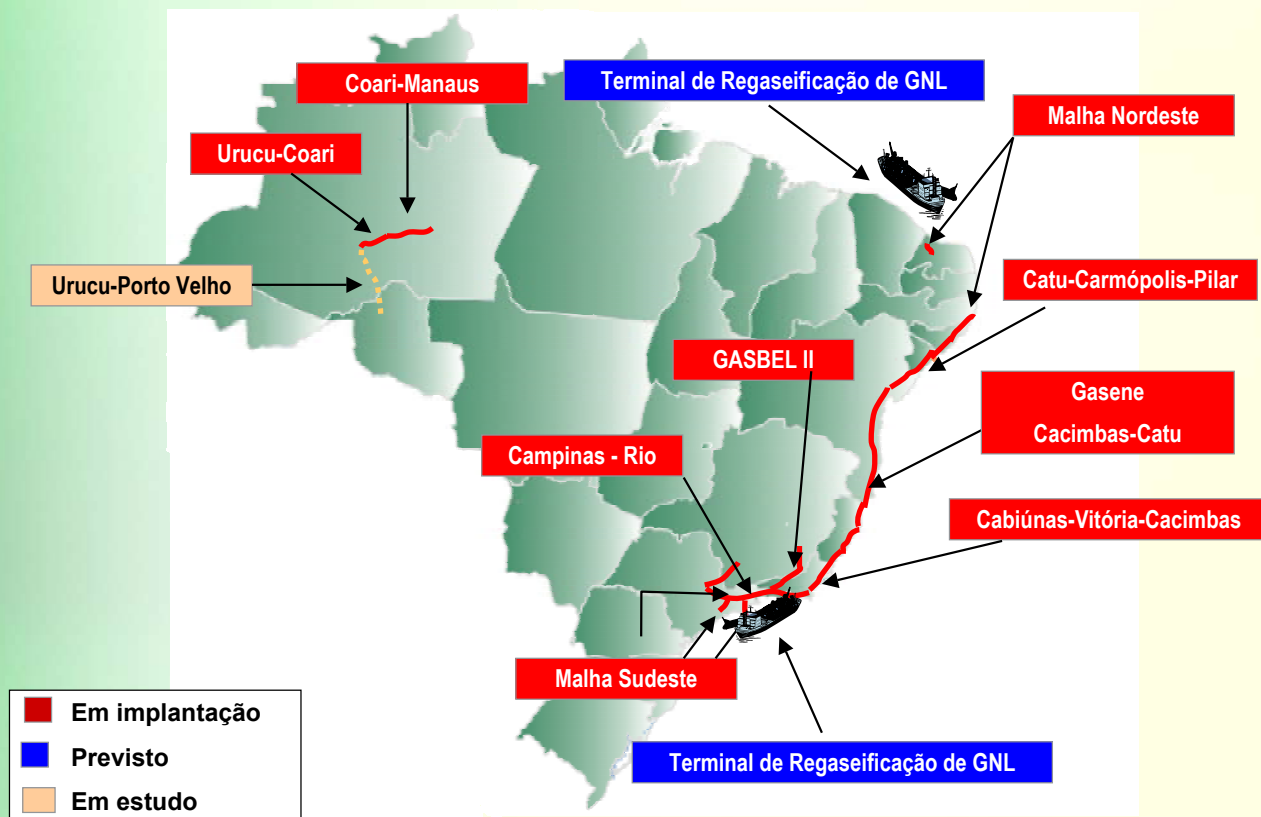 Coari-Manaus
Terminal de Regaseificação de GNL
Malha Nordeste
Urucu-Coari
Urucu-Porto Velho
Catu-Carmópolis-Pilar
GASBEL II
Gasene
Cacimbas-Catu
Campinas - Rio
Cabiúnas-Vitória-Cacimbas
Malha Sudeste
Terminal de Regaseificação de GNL
Em implantação
Previsto
Em estudo